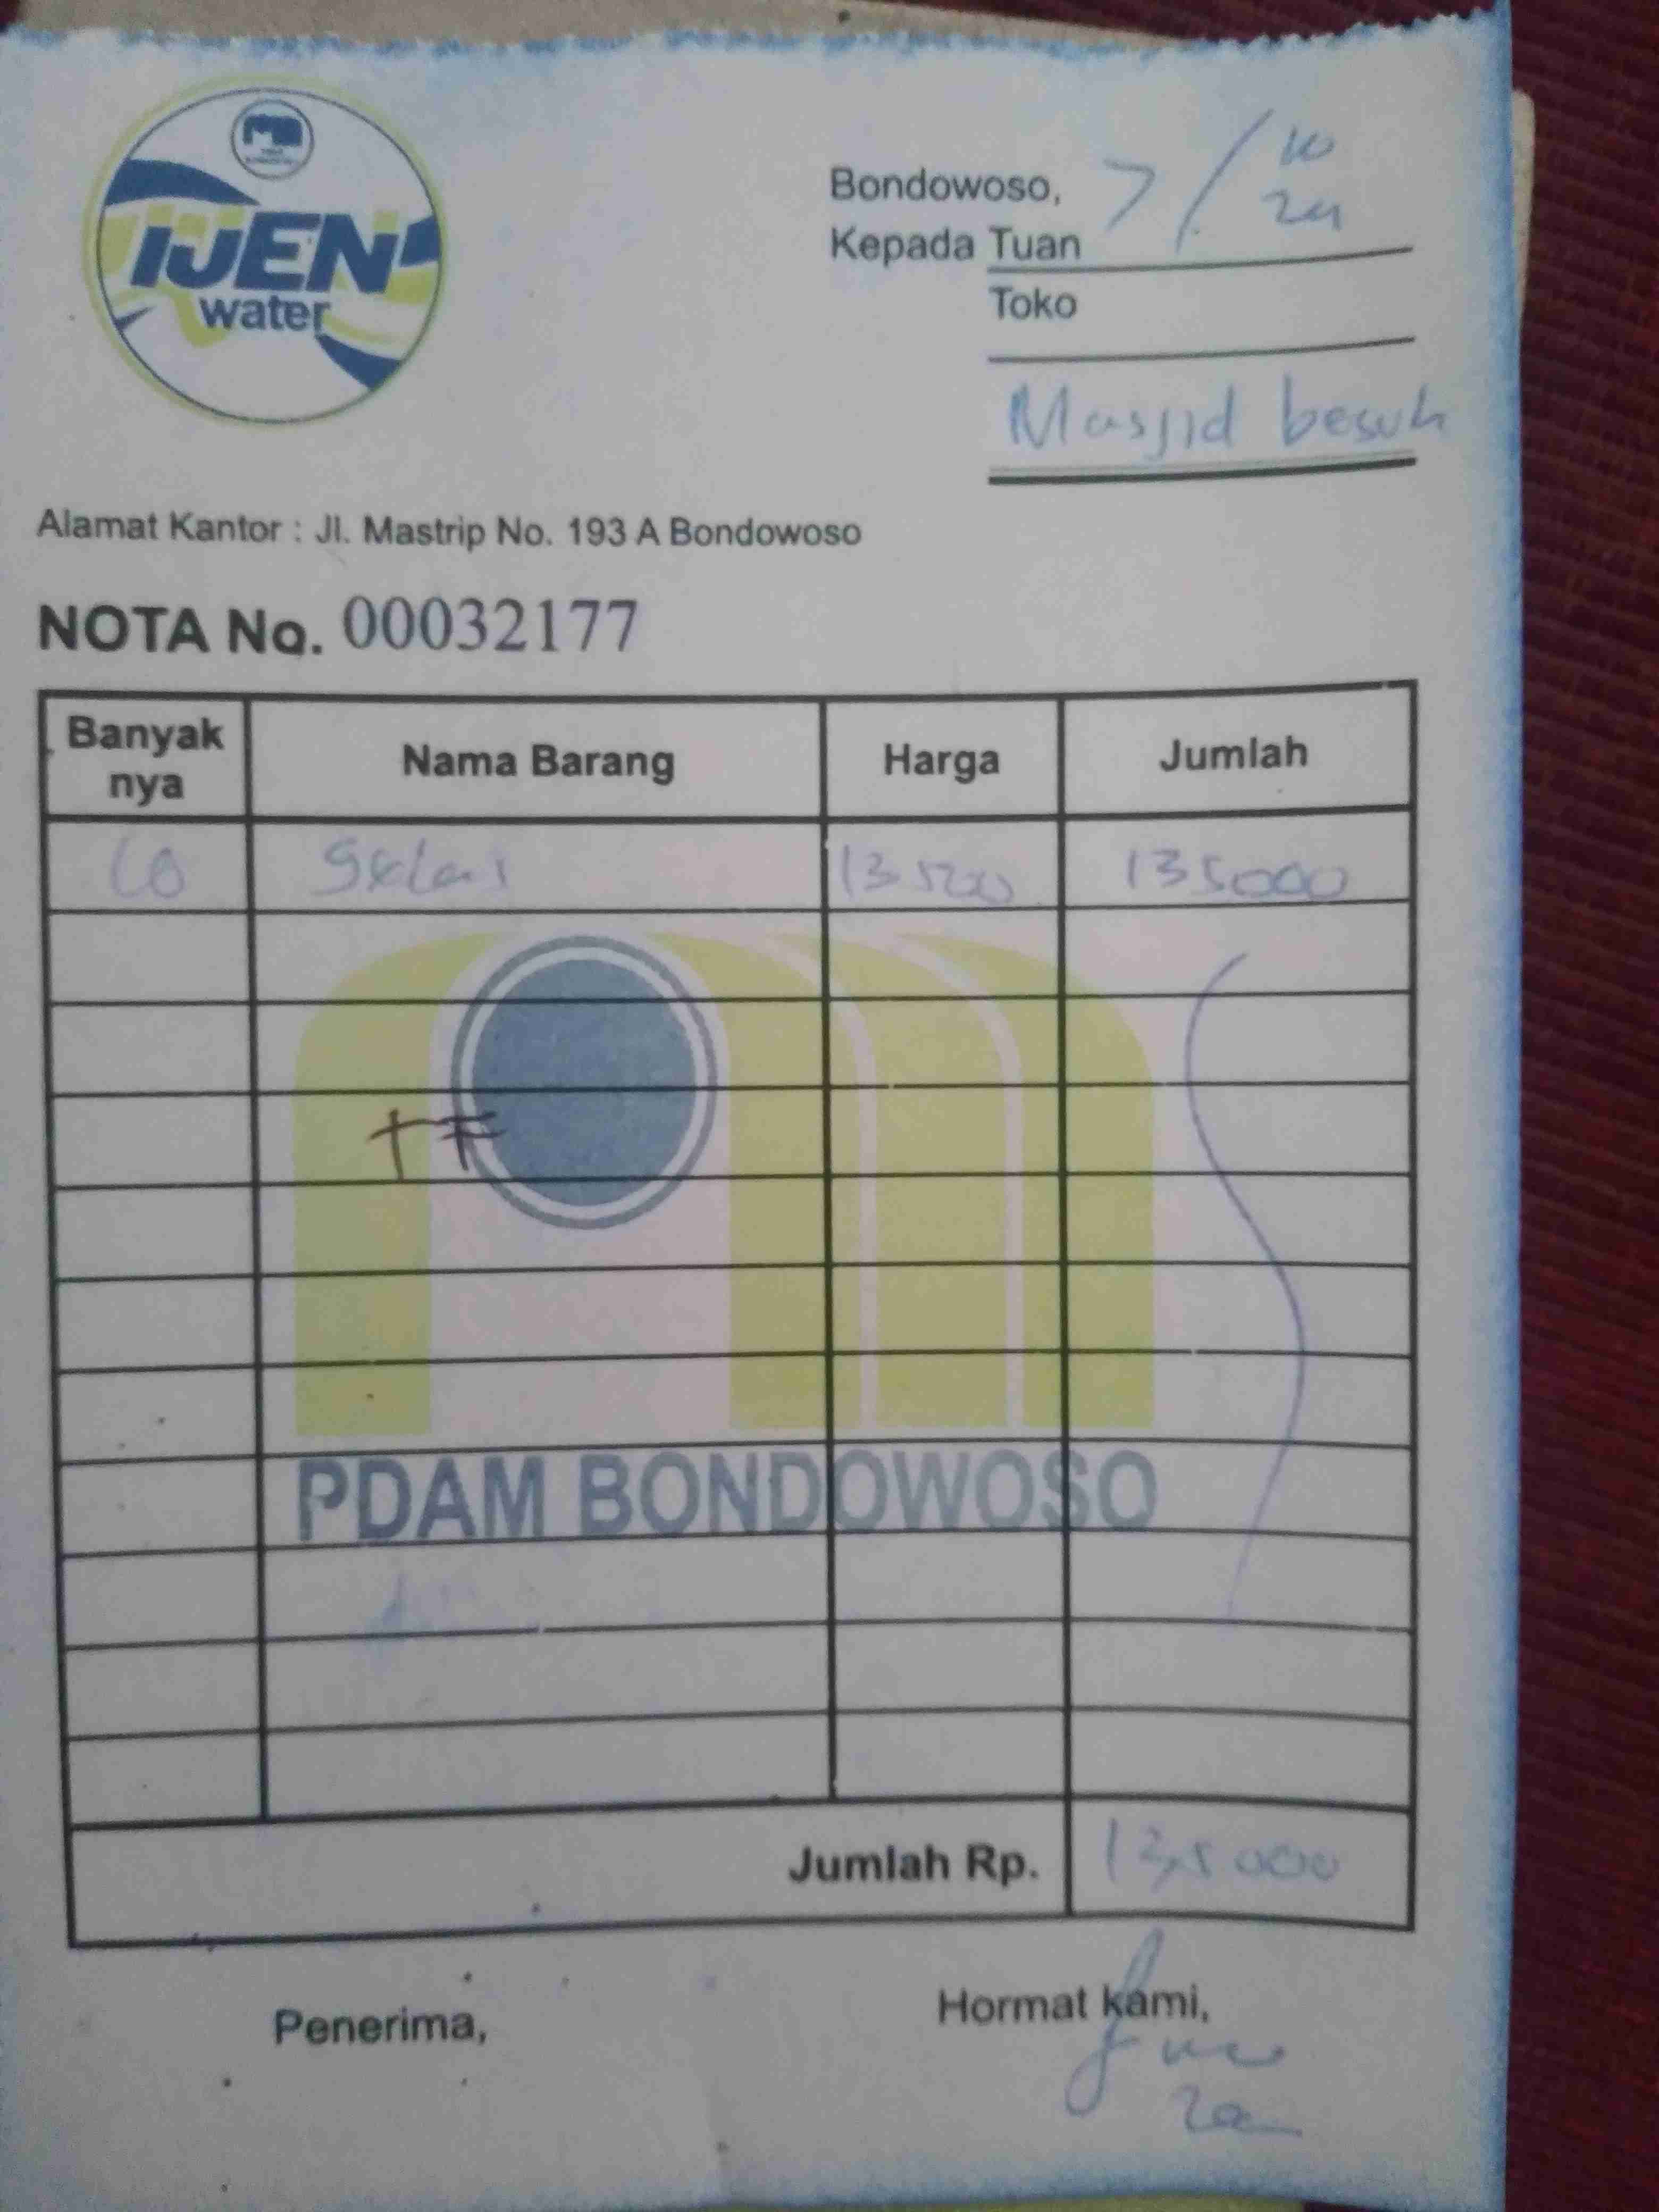 IJEN
water
Bondowoso, 7/10 24
Kepada Tuan
Toko
Masjid besuk
Alamat Kantor : Jl. Mastrip No. 193 A Bondowoso
NOTA No. 00032177
Banyak nya Nama Barang Harga Jumlah
10 Gelas 13500 135000
TF
PDAM BONDOWOSO
Jumlah Rp. 135000
Penerima, Hormat kami,